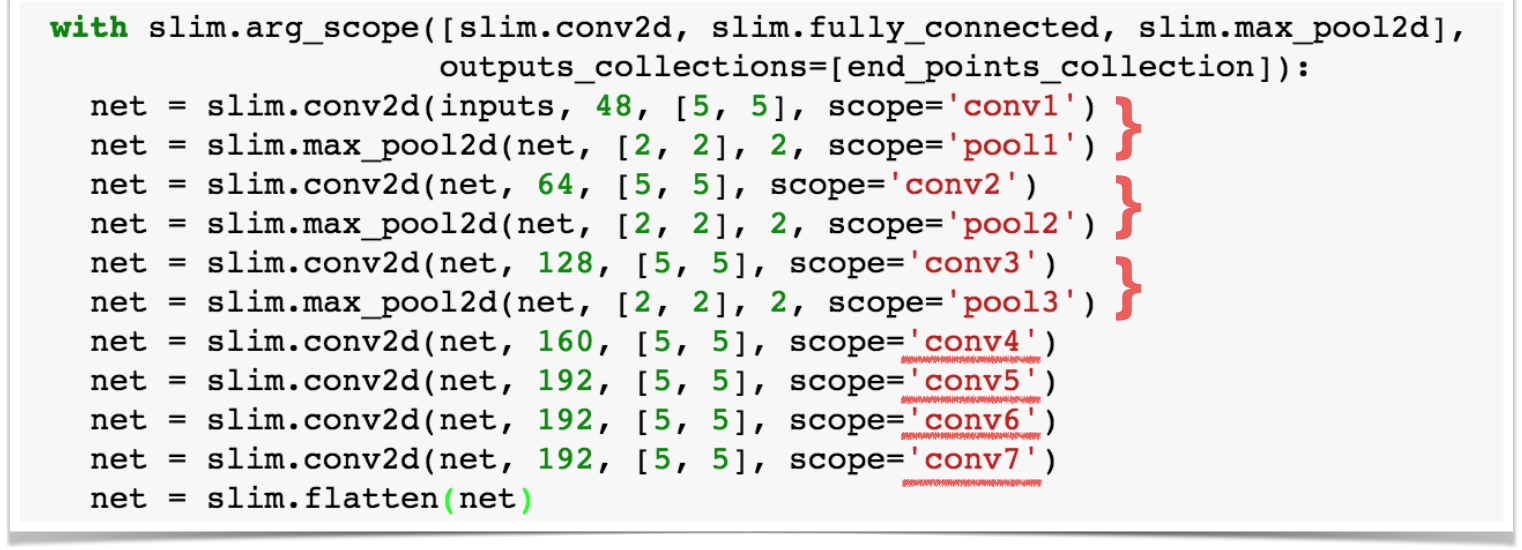 with slim.arg_scope([slim.conv2d, slim.fully_connected, slim.max_pool2d],
                    outputs_collections=[end_points_collection]):
  net = slim.conv2d(inputs, 48, [5, 5], scope='conv1')
  net = slim.max_pool2d(net, [2, 2], 2, scope='pool1')
  net = slim.conv2d(net, 64, [5, 5], scope='conv2')
  net = slim.max_pool2d(net, [2, 2], 2, scope='pool2')
  net = slim.conv2d(net, 128, [5, 5], scope='conv3')
  net = slim.max_pool2d(net, [2, 2], 2, scope='pool3')
  net = slim.conv2d(net, 160, [5, 5], scope='conv4')
  net = slim.conv2d(net, 192, [5, 5], scope='conv5')
  net = slim.conv2d(net, 192, [5, 5], scope='conv6')
  net = slim.conv2d(net, 192, [5, 5], scope='conv7')
  net = slim.flatten(net)